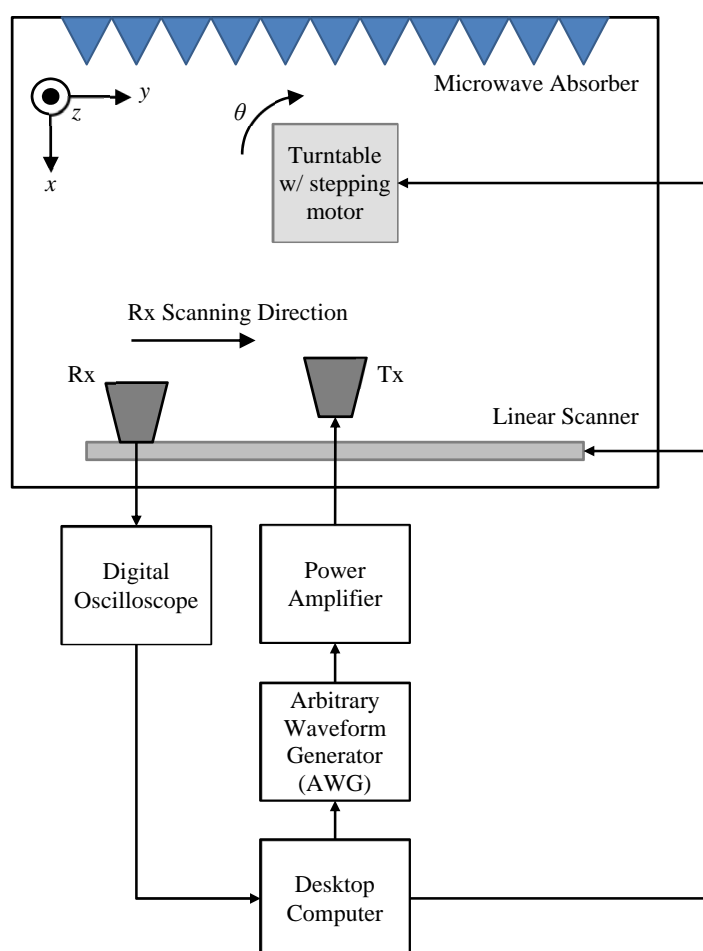 Microwave Absorber
y
z
x
θ
Turntable
w/ stepping
motor
Rx Scanning Direction
Rx
Tx
Linear Scanner
Digital
Oscilloscope
Power
Amplifier
Arbitrary
Waveform
Generator
(AWG)
Desktop
Computer